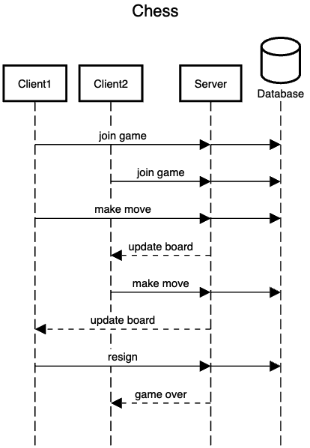 Chess
Client1
Client2
Server
Database
join game
join game
make move
update board
make move
update board
resign
game over